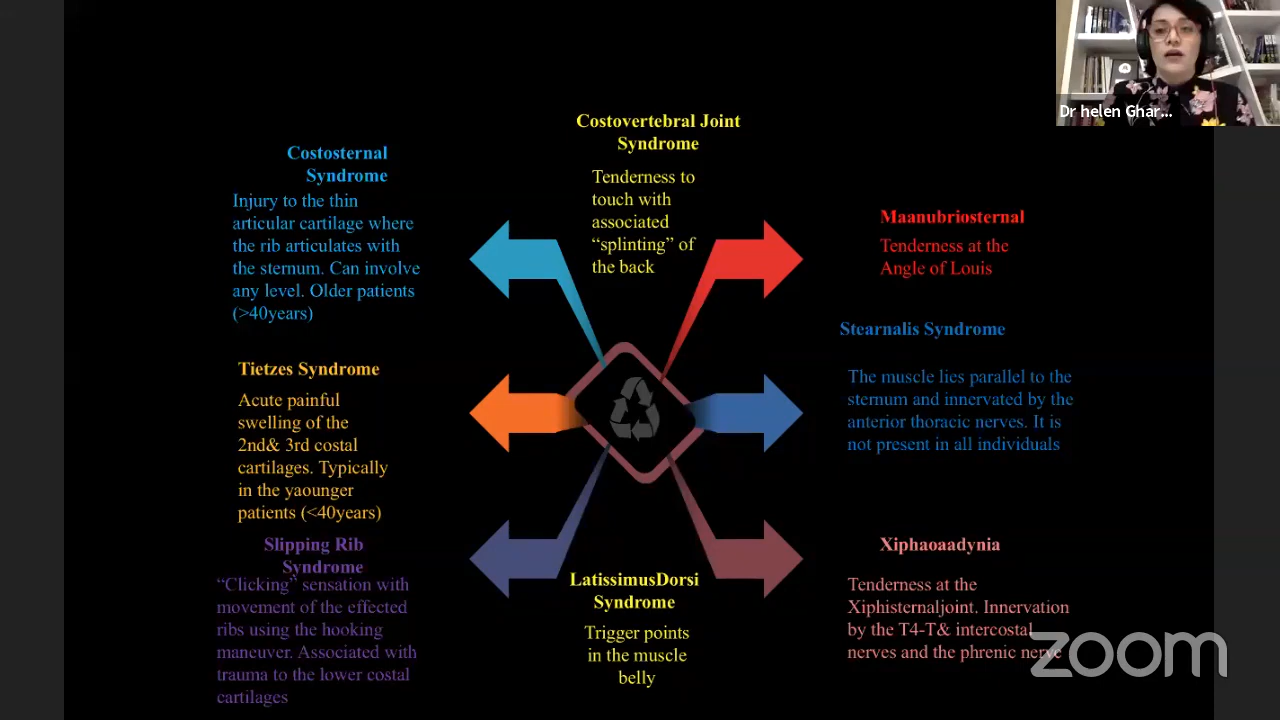 Dr helen Ghar...
Costovertebral Joint
Syndrome
Tenderness to
touch with
associated
“splinting” of
the back
Costosternal
Syndrome
Injury to the thin
articular cartilage where
the rib articulates with
the sternum. Can involve
any level. Older patients
(>40years)
Maanubriosternal
Tenderness at the
Angle of Louis
Stearnalis Syndrome
The muscle lies parallel to the
sternum and innervated by the
anterior thoracic nerves. It is
not present in all individuals
Tietzes Syndrome
Acute painful
swelling of the
2nd& 3rd costal
cartilages. Typically
in the yaounger
patients (<40years)
Slipping Rib
Syndrome
“Clicking” sensation with
movement of the effected
ribs using the hooking
maneuver. Associated with
trauma to the lower costal
cartilages
LatissimusDorsi
Syndrome
Trigger points
in the muscle
belly
Xiphaoaadynia
Tenderness at the
Xiphisternaljoint. Innervation
by the T4-T& intercostal
nerves and the phrenic nerve
zoom